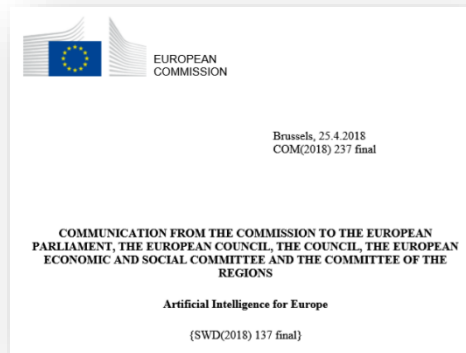 EUROPEAN
COMMISSION
Brussels, 25.4.2018
COM(2018) 237 final
COMMUNICATION FROM THE COMMISSION TO THE EUROPEAN
PARLIAMENT, THE EUROPEAN COUNCIL, THE COUNCIL, THE EUROPEAN
ECONOMIC AND SOCIAL COMMITTEE AND THE COMMITTEE OF THE
REGIONS
Artificial Intelligence for Europe
{SWD(2018) 137 final}